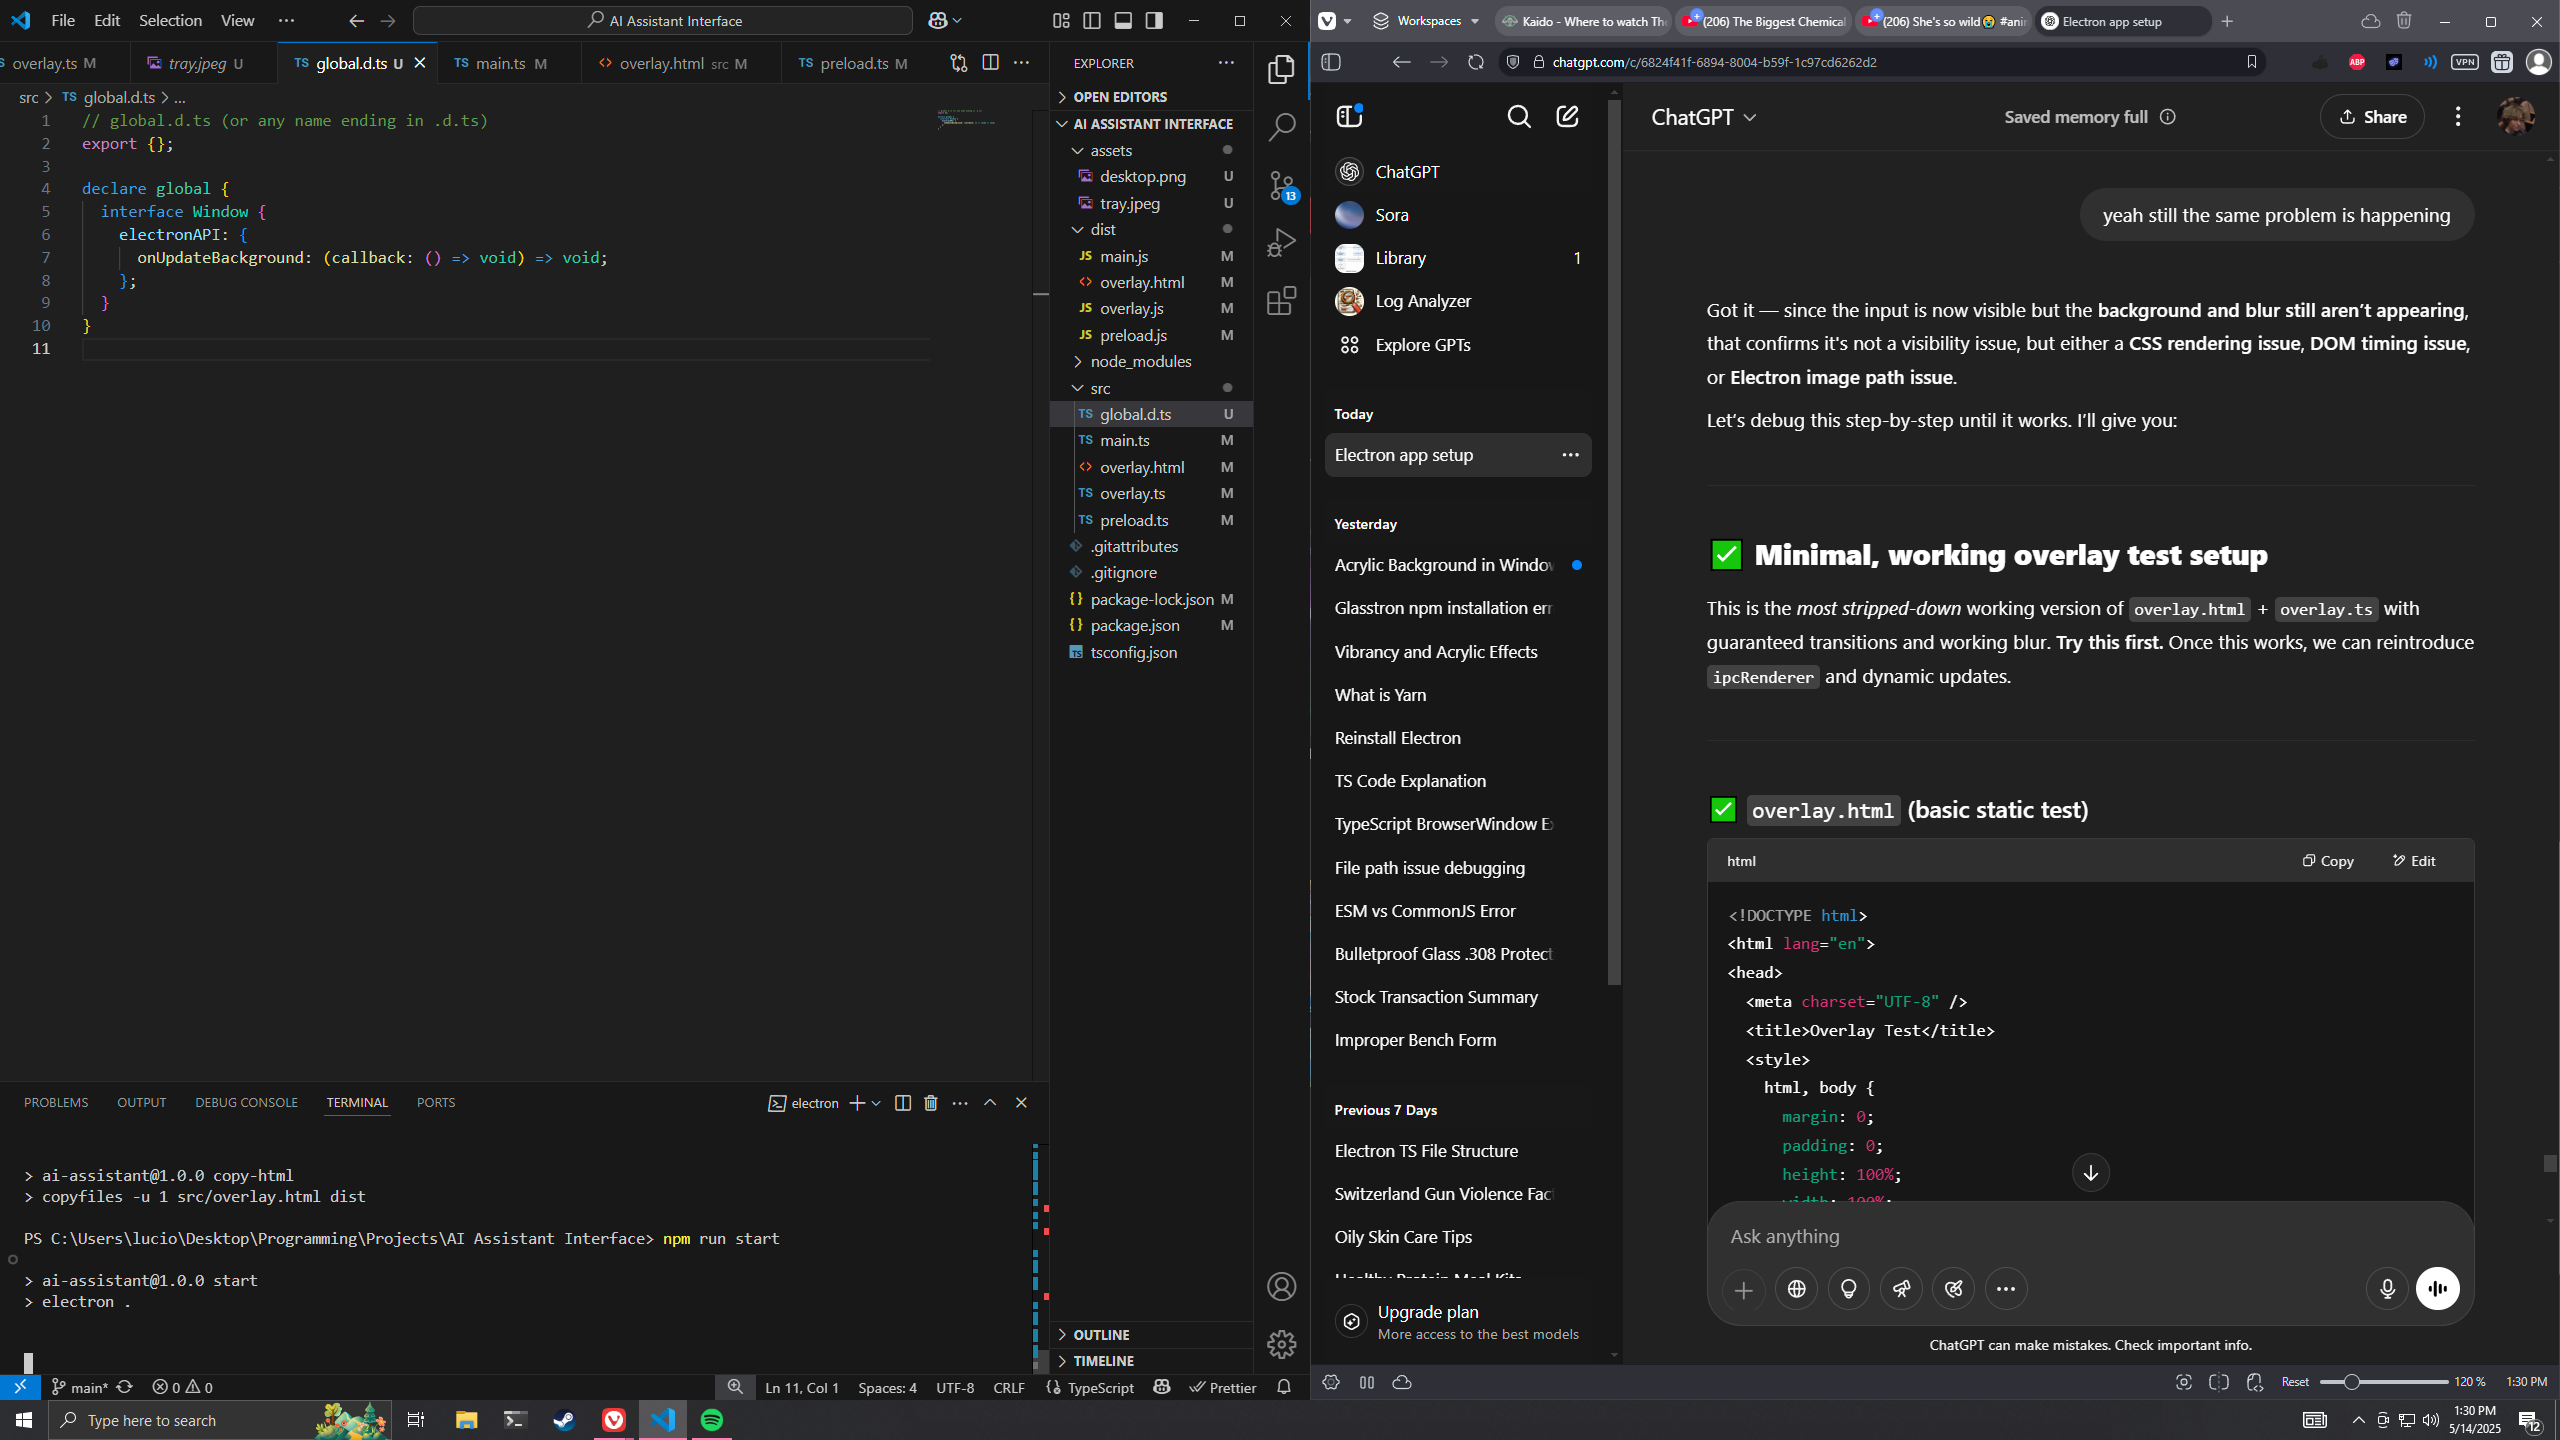 File Edit Selection View ···
AI Assistant Interface
overlay.ts M
tray.jpeg U
global.d.ts U
main.ts M
overlay.html src M
preload.ts M
src > TS global.d.ts > ...
1 // global.d.ts (or any name ending in .d.ts)
2 export {};
3
4 declare global {
5 interface Window {
6 electronAPI: {
7 onUpdateBackground: (callback: () => void) => void;
8 };
9 }
10 }
11
EXPLORER
OPEN EDITORS
AI ASSISTANT INTERFACE
assets
desktop.png U
tray.jpeg U
dist
JS main.js M
overlay.html M
JS overlay.js M
JS preload.js M
node_modules
src
TS global.d.ts U
TS main.ts M
overlay.html M
TS overlay.ts M
TS preload.ts M
.gitattributes
.gitignore
{} package-lock.json M
{} package.json M
tsconfig.json
OUTLINE
TIMELINE
13
PROBLEMS OUTPUT DEBUG CONSOLE TERMINAL PORTS
electron
> ai-assistant@1.0.0 copy-html
> copyfiles -u 1 src/overlay.html dist
PS C:\Users\lucio\Desktop\Programming\Projects\AI Assistant Interface> npm run start
> ai-assistant@1.0.0 start
> electron .
main* 0 0
Ln 11, Col 1 Spaces: 4 UTF-8 CRLF TypeScript Prettier
Workspaces
Kaido - Where to watch The
(206) The Biggest Chemical
(206) She's so wild😭 #anim
Electron app setup
chatgpt.com/c/6824f41f-6894-8004-b59f-1c97cd6262d2
ABP
VPN
ChatGPT
Sora
Library 1
Log Analyzer
Explore GPTs
Today
Electron app setup
Yesterday
Acrylic Background in Window
Glasstron npm installation err
Vibrancy and Acrylic Effects
What is Yarn
Reinstall Electron
TS Code Explanation
TypeScript BrowserWindow Ex
File path issue debugging
ESM vs CommonJS Error
Bulletproof Glass .308 Protect
Stock Transaction Summary
Improper Bench Form
Previous 7 Days
Electron TS File Structure
Switzerland Gun Violence Fac
Oily Skin Care Tips
Healthy Protein Meal Kits
Upgrade plan
More access to the best models
ChatGPT
Saved memory full
Share
yeah still the same problem is happening
Got it — since the input is now visible but the background and blur still aren't appearing,
that confirms it's not a visibility issue, but either a CSS rendering issue, DOM timing issue,
or Electron image path issue.
Let's debug this step-by-step until it works. I'll give you:
✅ Minimal, working overlay test setup
This is the most stripped-down working version of overlay.html + overlay.ts with
guaranteed transitions and working blur. Try this first. Once this works, we can reintroduce
ipcRenderer and dynamic updates.
✅ overlay.html (basic static test)
html Copy Edit
<!DOCTYPE html>
<html lang="en">
<head>
<meta charset="UTF-8" />
<title>Overlay Test</title>
<style>
html, body {
margin: 0;
padding: 0;
height: 100%;
width: 100%;
Ask anything
ChatGPT can make mistakes. Check important info.
Reset 120 % 1:30 PM
Type here to search
1:30 PM
5/14/2025
12